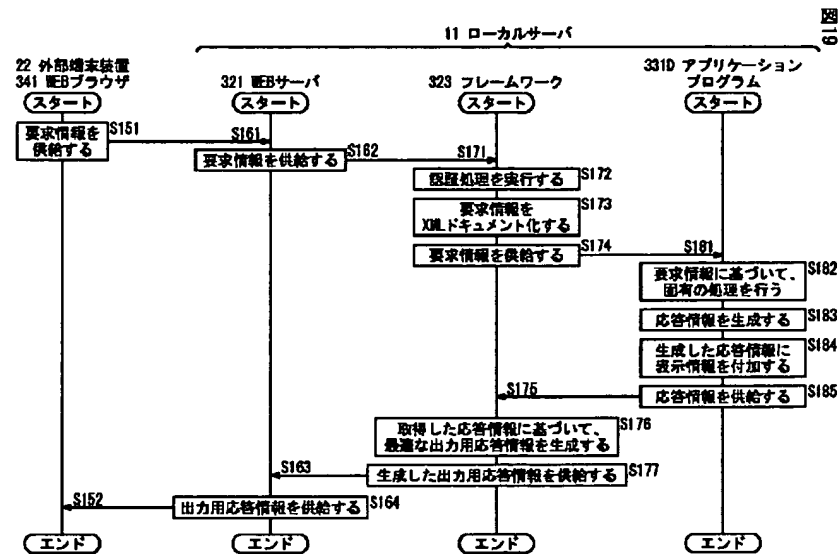 図19
11 ローカルサーバ
22 外部端末装置
341 WEBブラウザ
321 WEBサーバ
323 フレームワーク
331D アプリケーション
プログラム
スタート
スタート
スタート
スタート
要求情報を
供給する
S151
S161
要求情報を供給する
S162
S171
認証処理を実行する
S172
要求情報を
XMLドキュメント化する
S173
要求情報を供給する
S174
S181
要求情報に基づいて、
固有の処理を行う
S182
応答情報を生成する
S183
生成した応答情報に
表示情報を付加する
S184
応答情報を供給する
S185
S175
取得した応答情報に基づいて、
最適な出力用応答情報を生成する
S176
生成した出力用応答情報を供給する
S177
S163
出力用応答情報を供給する
S164
S152
エンド
エンド
エンド
エンド